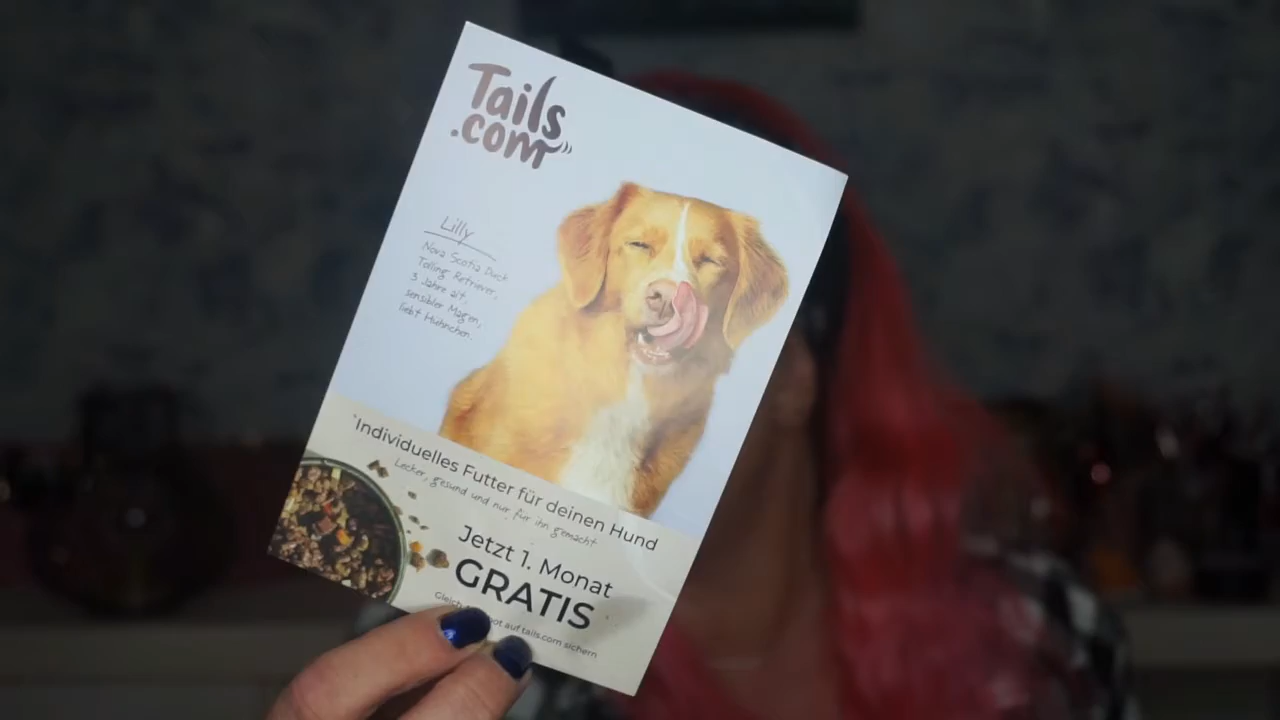 Tails
.com
Lilly
Nova Scotia Duck
Tolling Retriever,
3 Jahre alt,
sensibler Magen,
liebt Hühnchen.
Individuelles Futter für deinen Hund
Lecker, gesund und nur für ihn gemacht
Jetzt 1. Monat
GRATIS
Gleich auf tails.com sichern